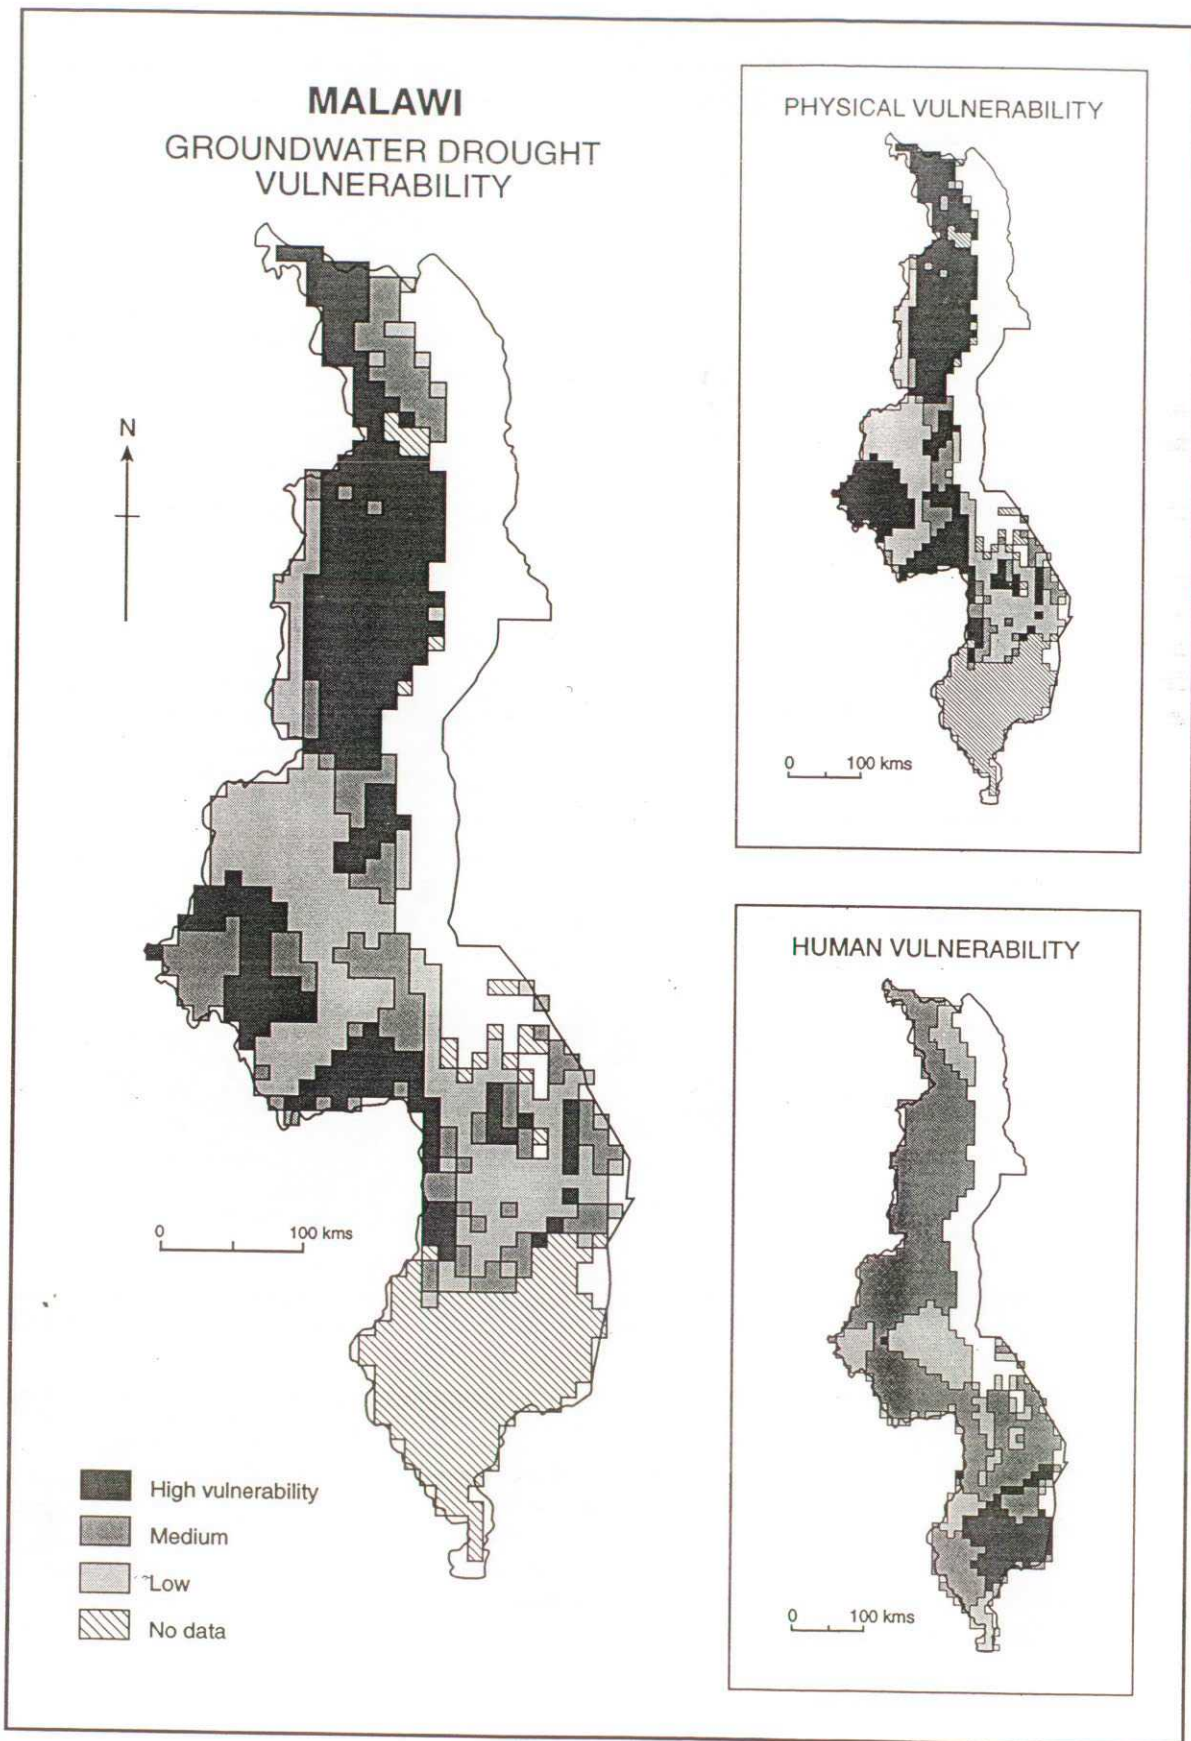 MALAWI
GROUNDWATER DROUGHT
VULNERABILITY
N
0 100 kms
High vulnerability
Medium
Low
No data
PHYSICAL VULNERABILITY
0 100 kms
HUMAN VULNERABILITY
0 100 kms